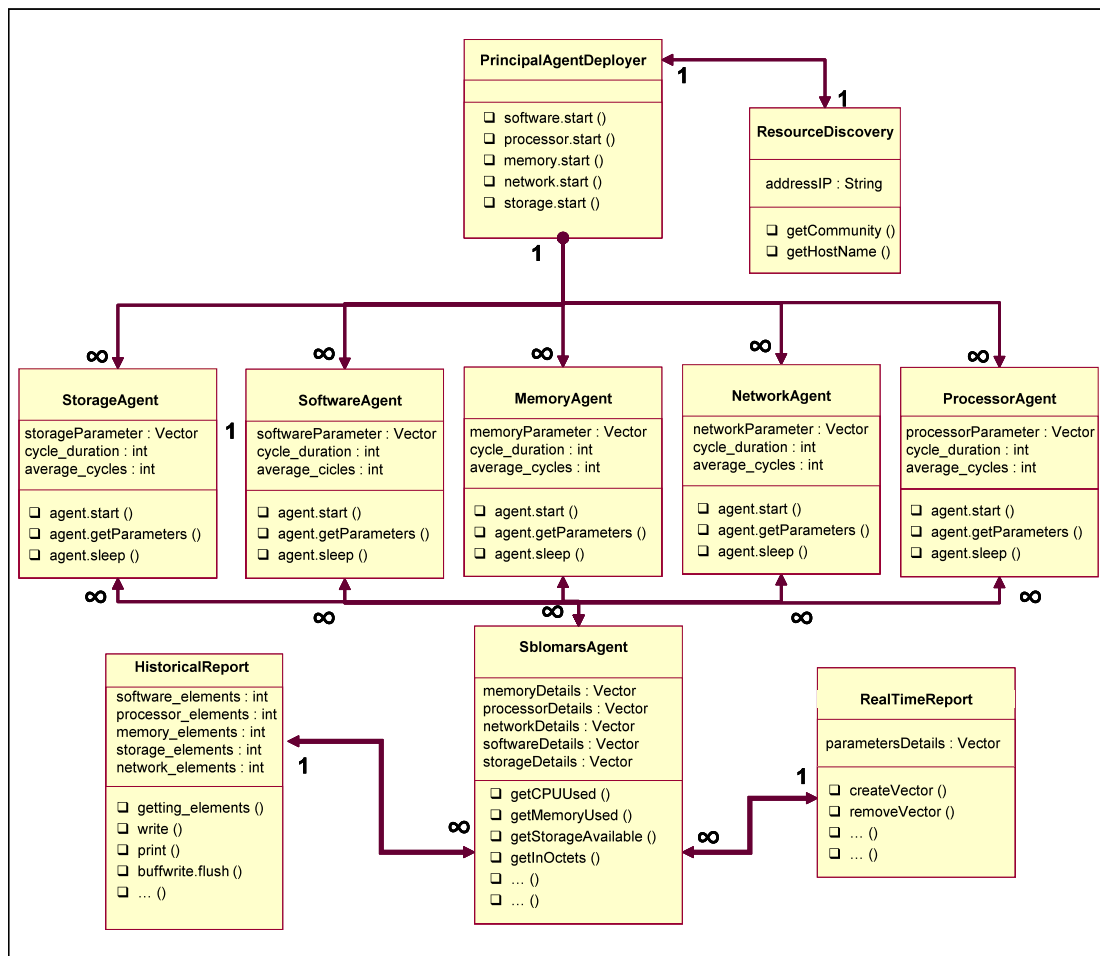 PrincipalAgentDeployer
software.start ()
processor.start ()
memory.start ()
network.start ()
storage.start ()
1
1
ResourceDiscovery
addressIP : String
getCommunity ()
getHostName ()
1
∞
∞
∞
∞
∞
StorageAgent
storageParameter : Vector
cycle_duration : int
average_cycles : int
agent.start ()
agent.getParameters ()
agent.sleep ()
1
SoftwareAgent
softwareParameter : Vector
cycle_duration : int
average_cicles : int
agent.start ()
agent.getParameters ()
agent.sleep ()
MemoryAgent
memoryParameter : Vector
cycle_duration : int
average_cycles : int
agent.start ()
agent.getParameters ()
agent.sleep ()
NetworkAgent
networkParameter : Vector
cycle_duration : int
average_cycles : int
agent.start ()
agent.getParameters ()
agent.sleep ()
ProcessorAgent
processorParameter : Vector
cycle_duration : int
average_cycles : int
agent.start ()
agent.getParameters ()
agent.sleep ()
∞
∞
∞
∞
∞
HistoricalReport
software_elements : int
processor_elements : int
memory_elements : int
storage_elements : int
network_elements : int
getting_elements ()
write ()
print ()
buffwrite.flush ()
... ()
1
∞
SblomarsAgent
memoryDetails : Vector
processorDetails : Vector
networkDetails : Vector
softwareDetails : Vector
storageDetails : Vector
getCPUUsed ()
getMemoryUsed ()
getStorageAvailable ()
getInOctets ()
... ()
... ()
∞
1
RealTimeReport
parametersDetails : Vector
createVector ()
removeVector ()
... ()
... ()